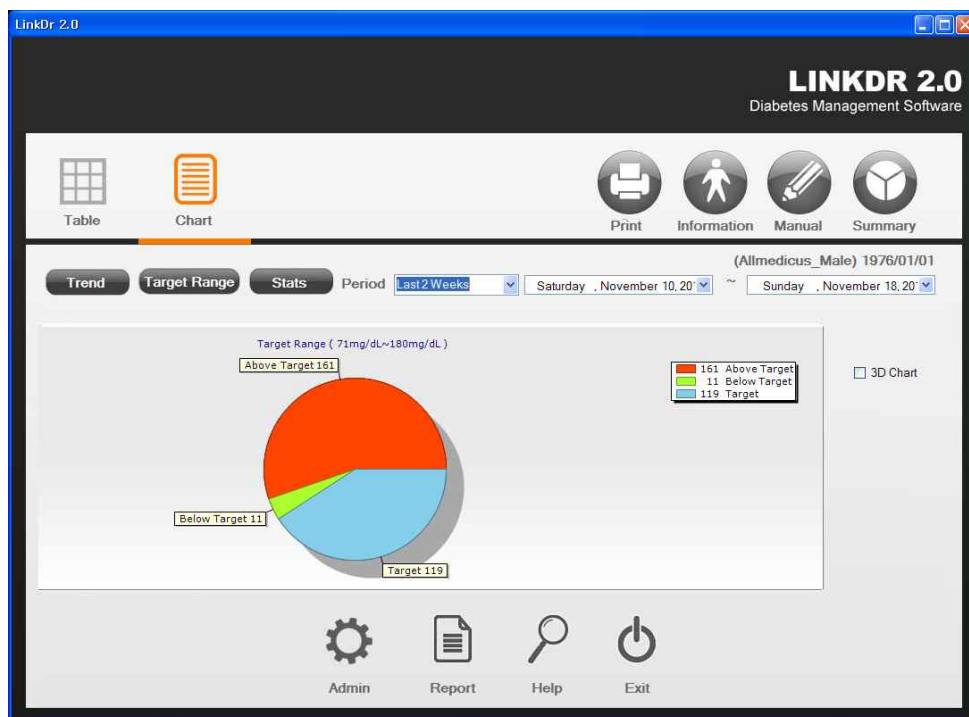 LinkDr 2.0
LINKDR 2.0
Diabetes Management Software
Table
Chart
Print
Information
Manual
Summary
(Allmedicus_Male) 1976/01/01
Trend
Target Range
Stats
Period
Last 2 Weeks
Saturday , November 10, 20
~
Sunday , November 18, 20
Target Range ( 71mg/dL~180mg/dL )
Above Target 161
161 Above Target
11 Below Target
119 Target
3D Chart
Below Target 11
Target 119
Admin
Report
Help
Exit